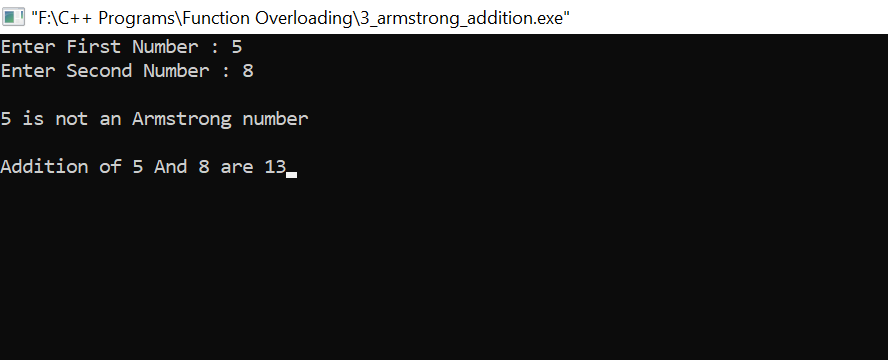 "F:\C++ Programs\Function Overloading\3_armstrong_addition.exe"
Enter First Number : 5
Enter Second Number : 8
5 is not an Armstrong number
Addition of 5 And 8 are 13